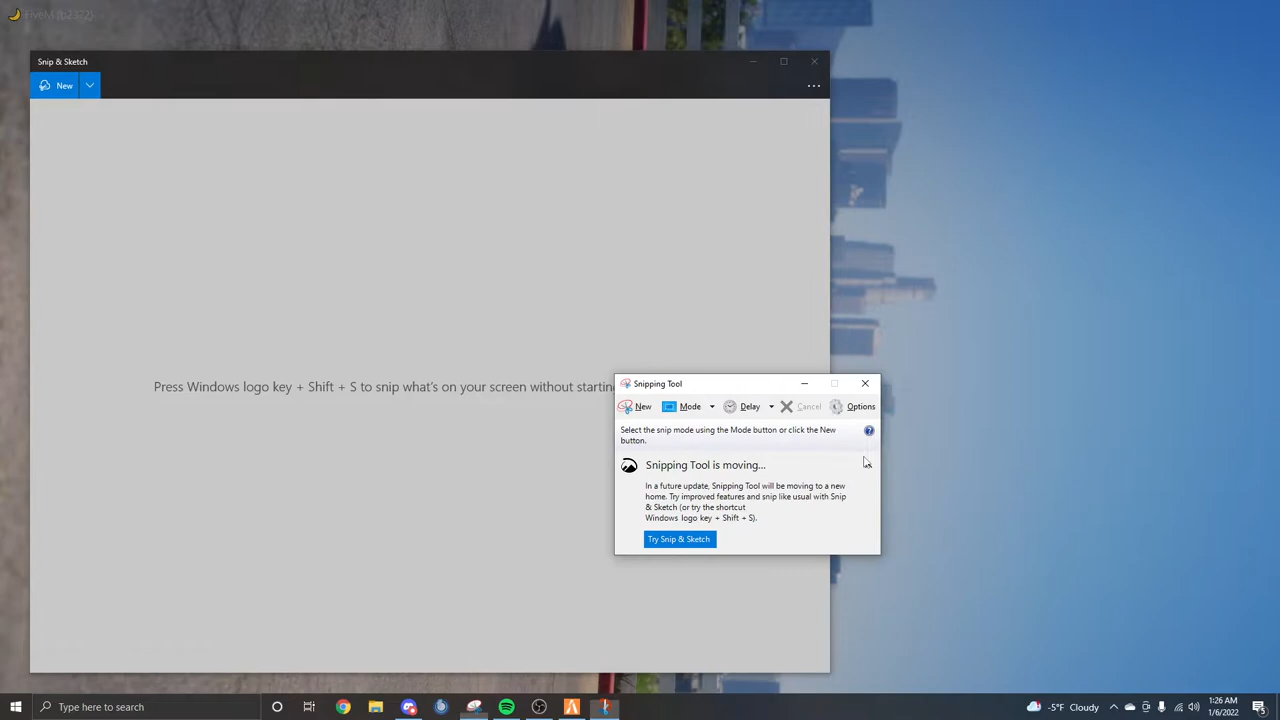 FiveM (b2372)
Snip & Sketch
New
Press Windows logo key + Shift + S to snip what's on your screen without starting
Snipping Tool
New Mode Delay Cancel Options
Select the snip mode using the Mode button or click the New
button.
Snipping Tool is moving...
In a future update, Snipping Tool will be moving to a new
home. Try improved features and snip like usual with Snip
& Sketch (or try the shortcut
Windows logo key + Shift + S).
Try Snip & Sketch
Type here to search
-5°F Cloudy
1:26 AM
1/6/2022